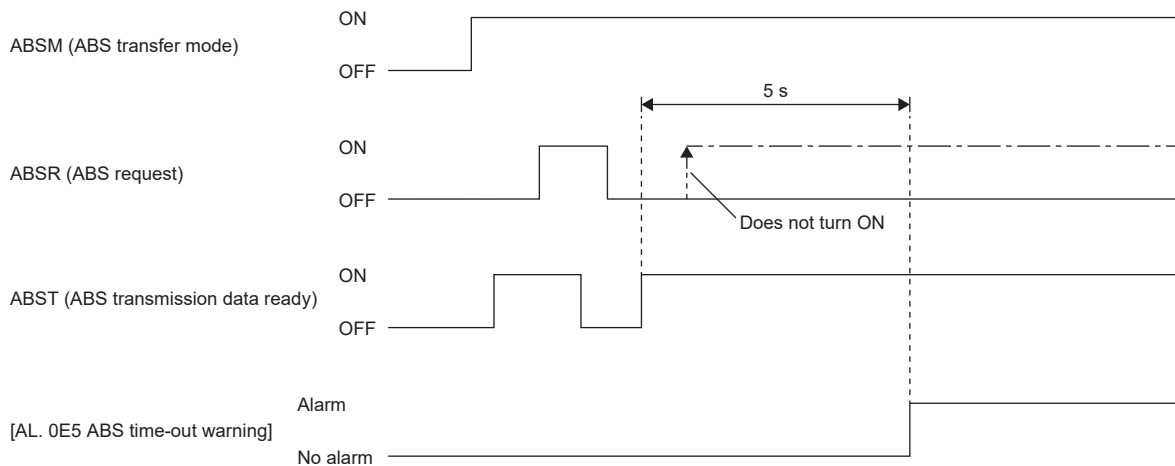 ON
ABSM (ABS transfer mode)
OFF
5 s
ON
ABSR (ABS request)
OFF
Does not turn ON
ON
ABST (ABS transmission data ready)
OFF
Alarm
[AL. 0E5 ABS time-out warning]
No alarm